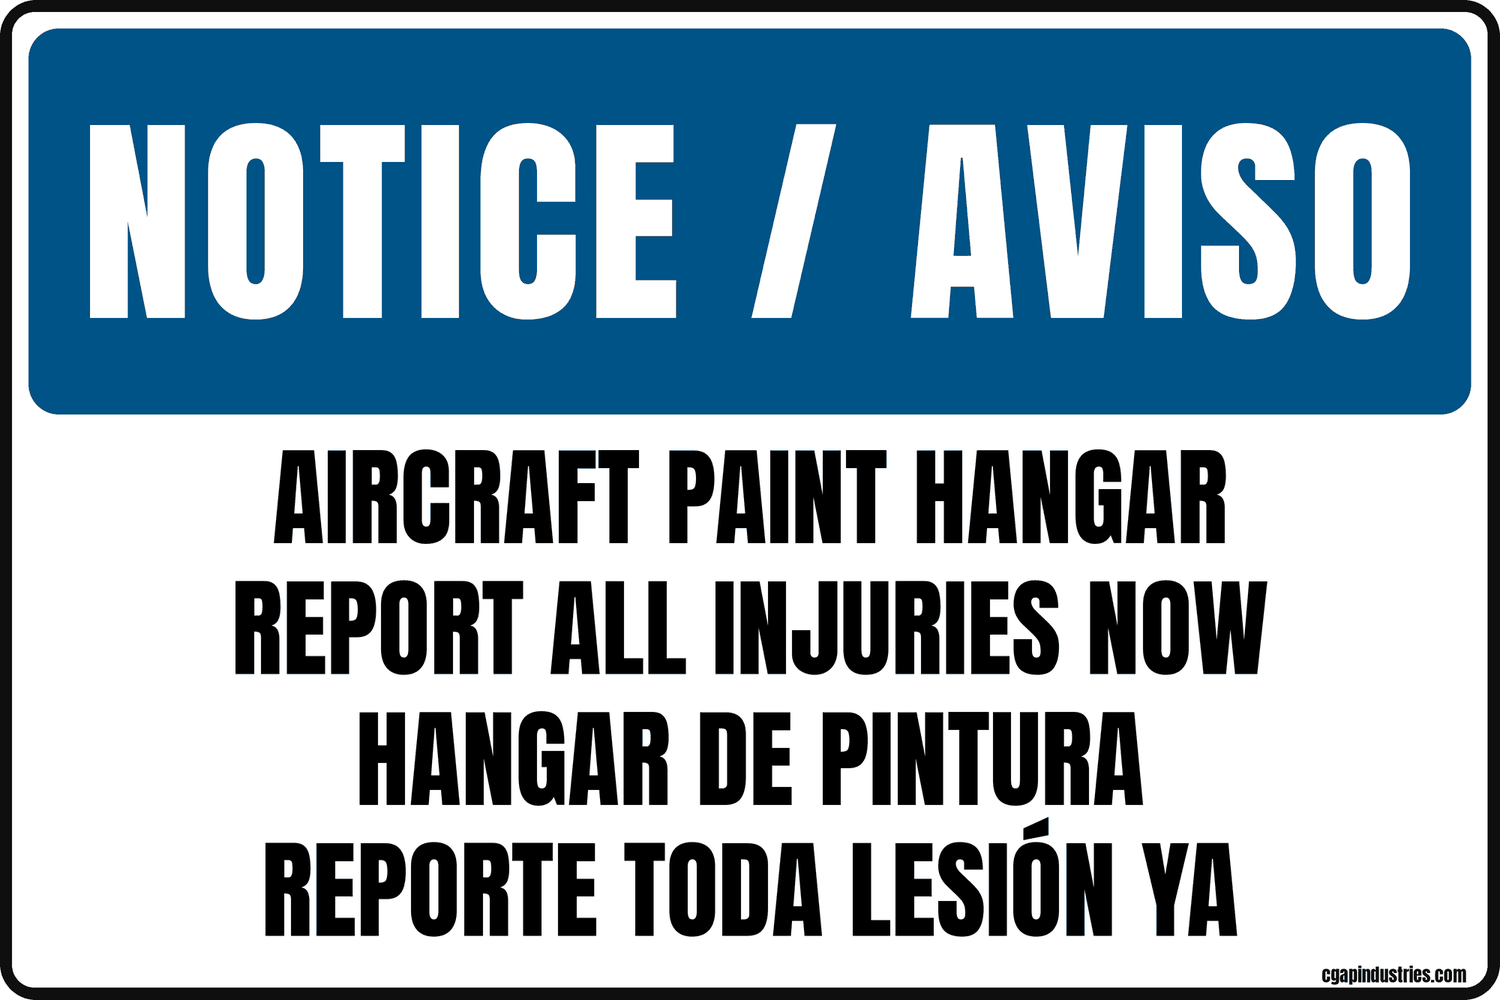 NOTICE / AVISO
AIRCRAFT PAINT HANGAR
REPORT ALL INJURIES NOW
HANGAR DE PINTURA
REPORTE TODA LESIÓN YA
cgapindustries.com